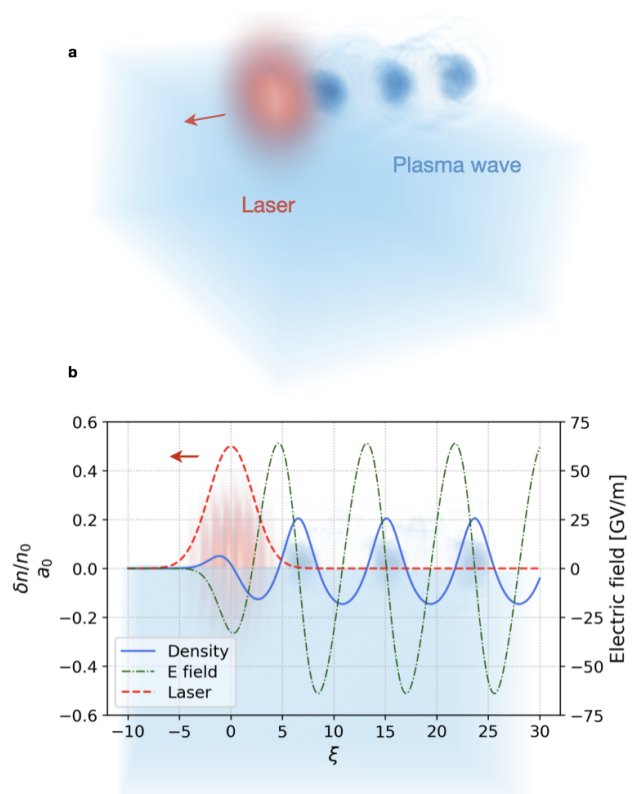 a
Plasma wave
Laser
b
0.6
0.4
0.2
0.0
−0.2
−0.4
−0.6
δn/n₀
a₀
75
50
25
0
−25
−50
−75
Electric field [GV/m]
Density
E field
Laser
−10 −5 0 5 10 15 20 25 30
ξ